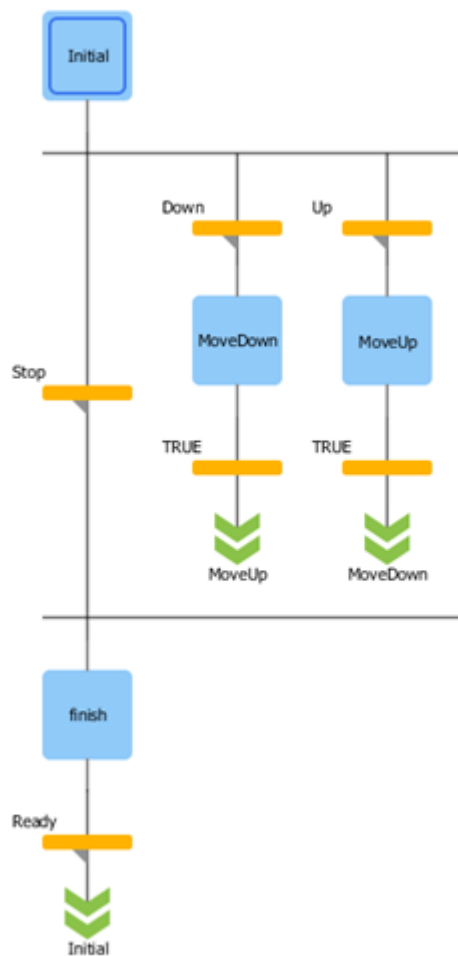 Initial
Down
Up
MoveDown
MoveUp
Stop
TRUE
TRUE
MoveUp
MoveDown
finish
Ready
Initial